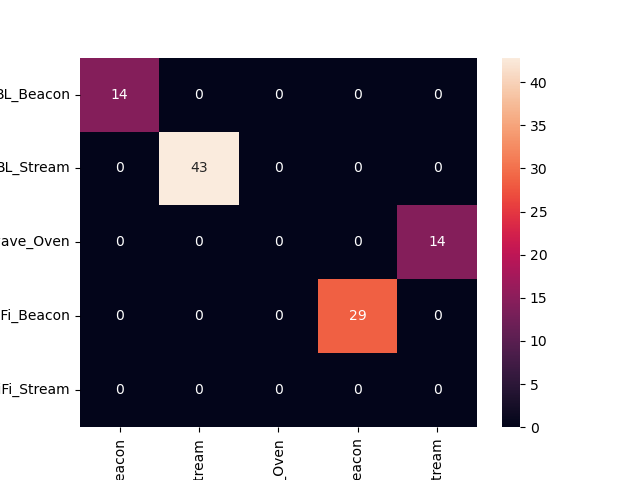 BL_Beacon 14 0 0 0 0
BL_Stream 0 43 0 0 0
ave_Oven 0 0 0 0 14
Fi_Beacon 0 0 0 29 0
Fi_Stream 0 0 0 0 0
eacon
tream
_Oven
eacon
tream
40
35
30
25
20
15
10
5
0